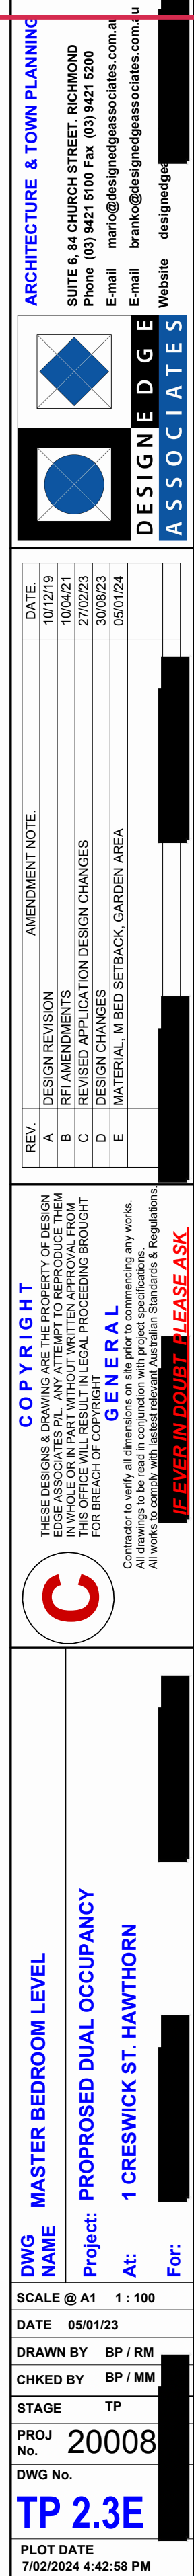 ARCHITECTURE & TOWN PLANNING
SUITE 6, 84 CHURCH STREET. RICHMOND
Phone (03) 9421 5100 Fax (03) 9421 5200
E-mail mario@designedgeassociates.com.au
E-mail branko@designedgeassociates.com.au
Website
DESIGN EDGE
ASSOCIATES
REV. AMENDMENT NOTE. DATE.
A DESIGN REVISION 10/12/19
B RFI AMENDMENTS 10/04/21
C REVISED APPLICATION DESIGN CHANGES 27/02/23
D DESIGN CHANGES 30/08/23
E MATERIAL, M BED SETBACK, GARDEN AREA 05/01/24
C
COPYRIGHT
THESE DESIGNS & DRAWING ARE THE PROPERTY OF DESIGN
EDGE ASSOCIATES P/L. ANY ATTEMPT TO REPRODUCE THEM
IN WHOLE OR IN PART WITHOUT WRITTEN APPROVAL FROM
THIS OFFICE WILL RESULT IN LEGAL PROCEEDING BROUGHT
FOR BREACH OF COPYRIGHT
GENERAL
Contractor to verify all dimensions on site prior to commencing any works.
All drawings to be read in conjunction with project specifications.
All works to comply with lastest relevant Australian Standards & Regulations.
IF EVER IN DOUBT PLEASE ASK
DWG NAME MASTER BEDROOM LEVEL
Project: PROPROSED DUAL OCCUPANCY
At: 1 CRESWICK ST. HAWTHORN
For:
SCALE @ A1 1 : 100
DATE 05/01/23
DRAWN BY BP / RM
CHKED BY BP / MM
STAGE TP
PROJ No. 20008
DWG No.
TP 2.3E
PLOT DATE
7/02/2024 4:42:58 PM